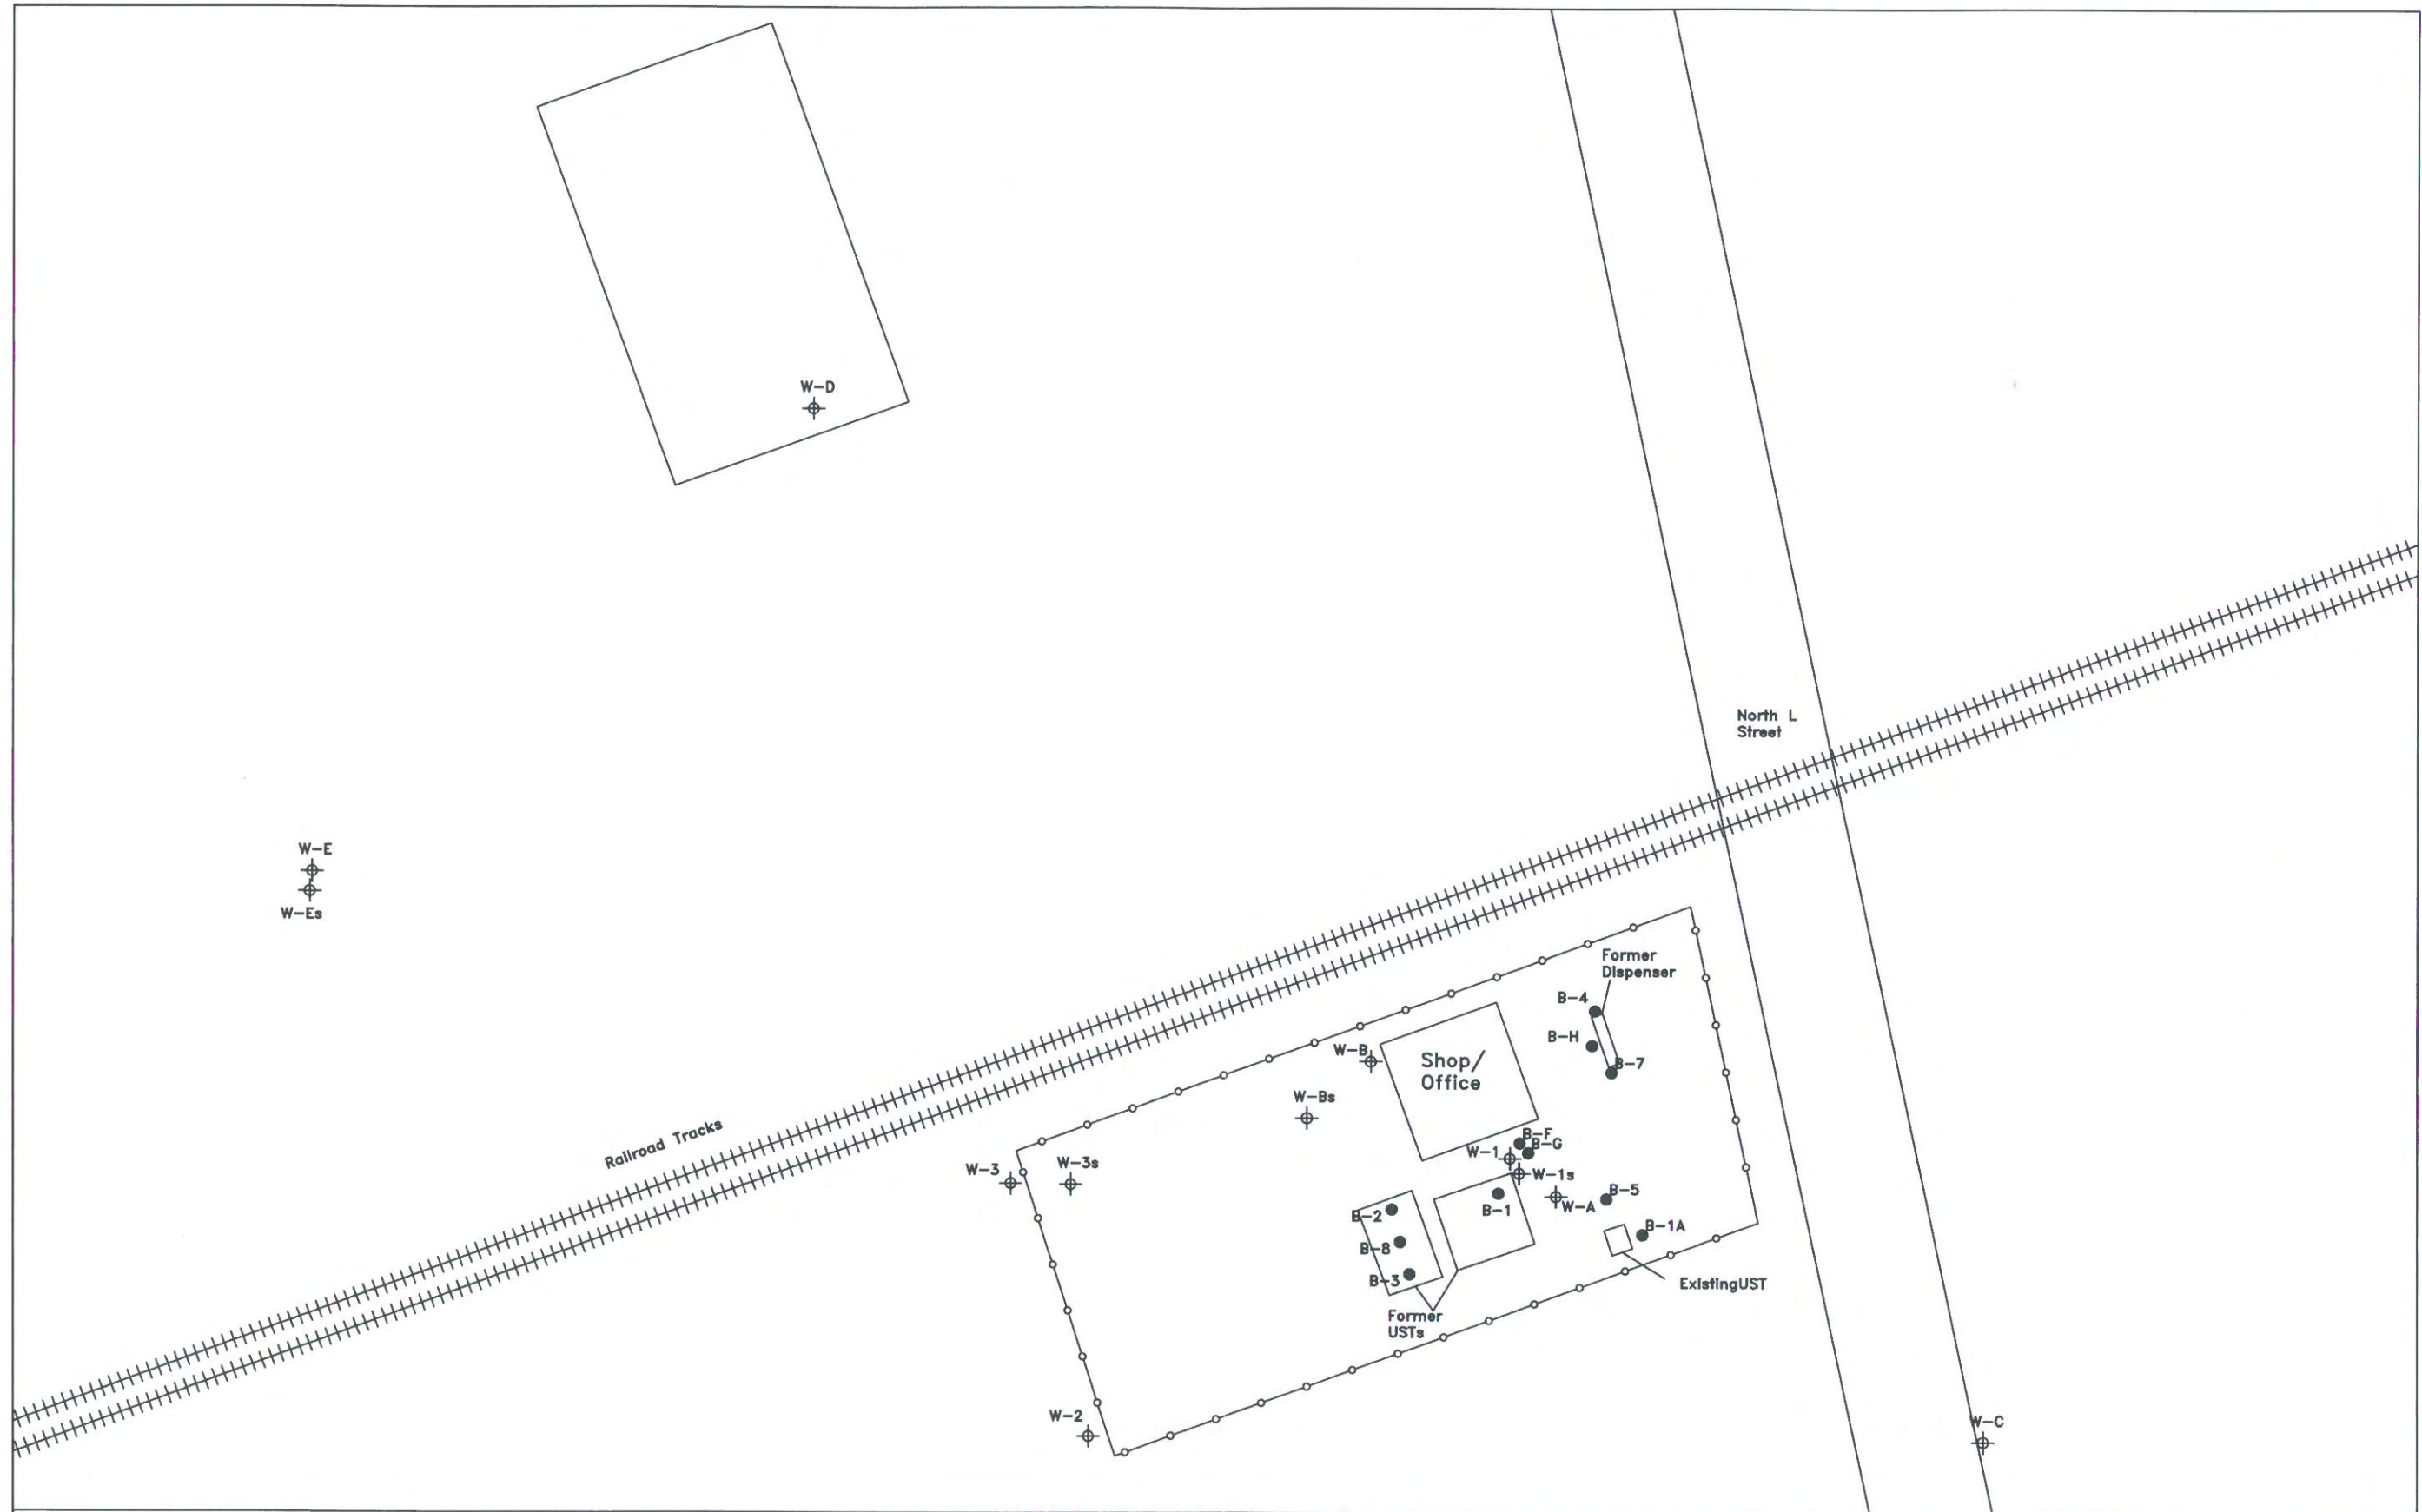 W-D
North L
Street
W-E
W-Es
Former
Dispenser
B-4
B-H
W-B
Shop/
Office
B-7
W-Bs
Railroad Tracks
B-F
B-G
W-1
W-3
W-3s
W-1s
B-5
W-A
B-1
B-2
B-1A
B-8
B-3
ExistingUST
Former
USTs
W-2
W-C